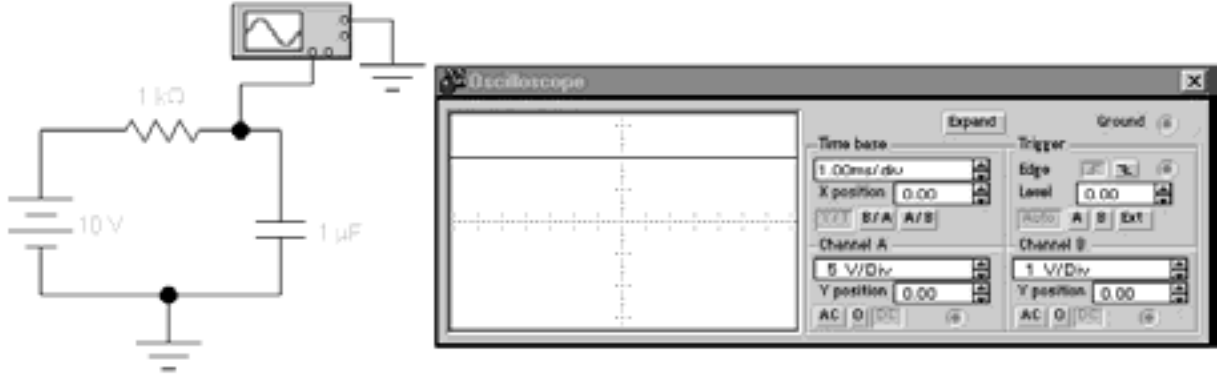 1 kΩ
10 V
1 µF
Oscilloscope
Expand
Ground
Time base
Trigger
1.00ms/div
Edge
X position 0.00
Level 0.00
Y/T B/A A/B
Auto A B Ext
Channel A
Channel B
5 V/Div
1 V/Div
Y position 0.00
Y position 0.00
AC 0 DC
AC 0 DC